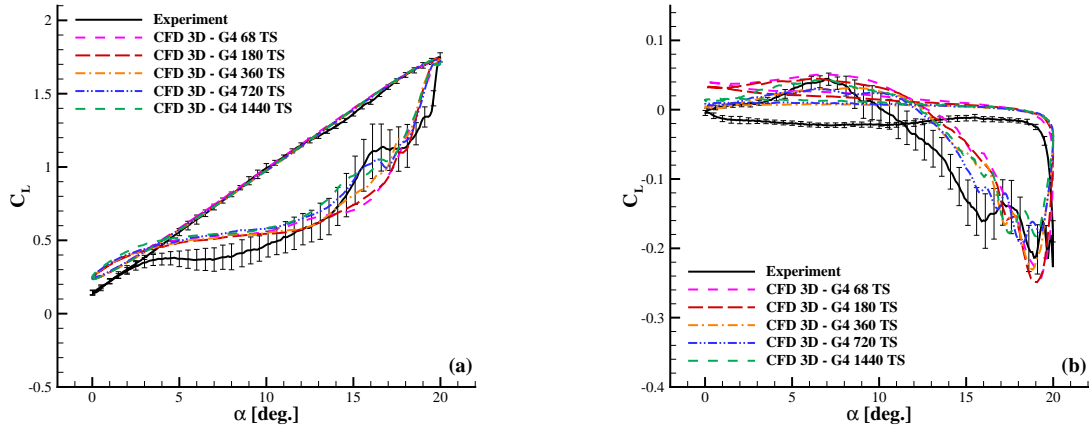 2
1.5
1
0.5
0
-0.5
C_L
Experiment
CFD 3D - G4 68 TS
CFD 3D - G4 180 TS
CFD 3D - G4 360 TS
CFD 3D - G4 720 TS
CFD 3D - G4 1440 TS
(a)
0 5 10 15 20
α [deg.]
0.1
0
-0.1
-0.2
-0.3
-0.4
C_L
Experiment
CFD 3D - G4 68 TS
CFD 3D - G4 180 TS
CFD 3D - G4 360 TS
CFD 3D - G4 720 TS
CFD 3D - G4 1440 TS
(b)
0 5 10 15 20
α [deg.]